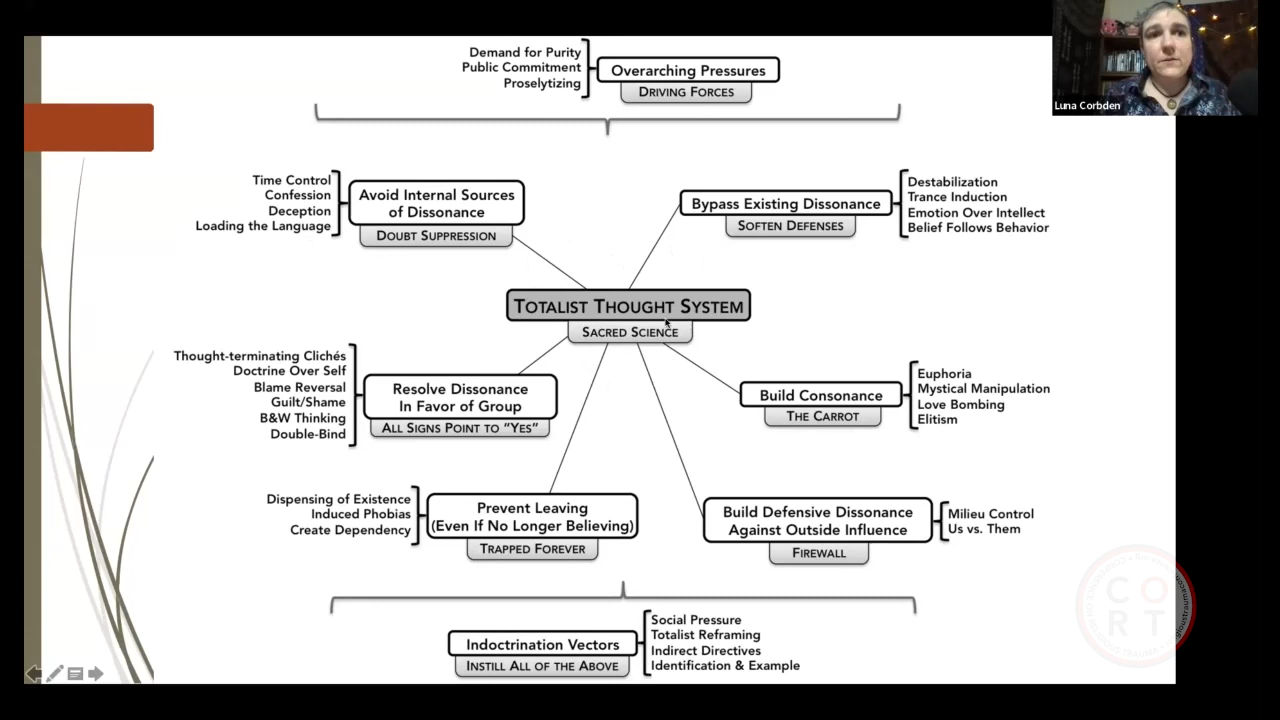 Luna Corbden
Demand for Purity
Public Commitment
Proselytizing
Overarching Pressures
DRIVING FORCES
Time Control
Confession
Deception
Loading the Language
Avoid Internal Sources
of Dissonance
DOUBT SUPPRESSION
Bypass Existing Dissonance
SOFTEN DEFENSES
Destabilization
Trance Induction
Emotion Over Intellect
Belief Follows Behavior
TOTALIST THOUGHT SYSTEM
SACRED SCIENCE
Thought-terminating Clichés
Doctrine Over Self
Blame Reversal
Guilt/Shame
B&W Thinking
Double-Bind
Resolve Dissonance
In Favor of Group
ALL SIGNS POINT TO "YES"
Build Consonance
THE CARROT
Euphoria
Mystical Manipulation
Love Bombing
Elitism
Dispensing of Existence
Induced Phobias
Create Dependency
Prevent Leaving
(Even If No Longer Believing)
TRAPPED FOREVER
Build Defensive Dissonance
Against Outside Influence
FIREWALL
Milieu Control
Us vs. Them
Indoctrination Vectors
INSTILL ALL OF THE ABOVE
Social Pressure
Totalist Reframing
Indirect Directives
Identification & Example
CO
RT